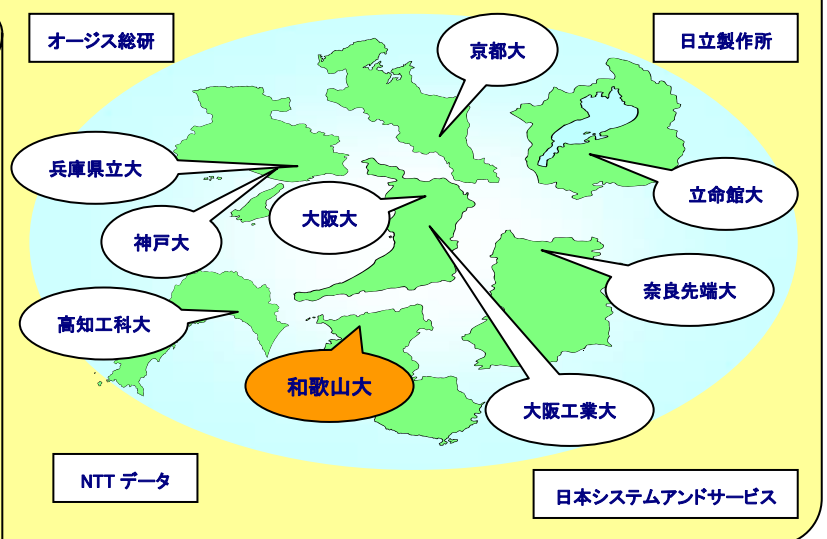 オージス総研
京都大
日立製作所
兵庫県立大
立命館大
大阪大
神戸大
奈良先端大
高知工科大
和歌山大
大阪工業大
NTT データ
日本システムアンドサービス